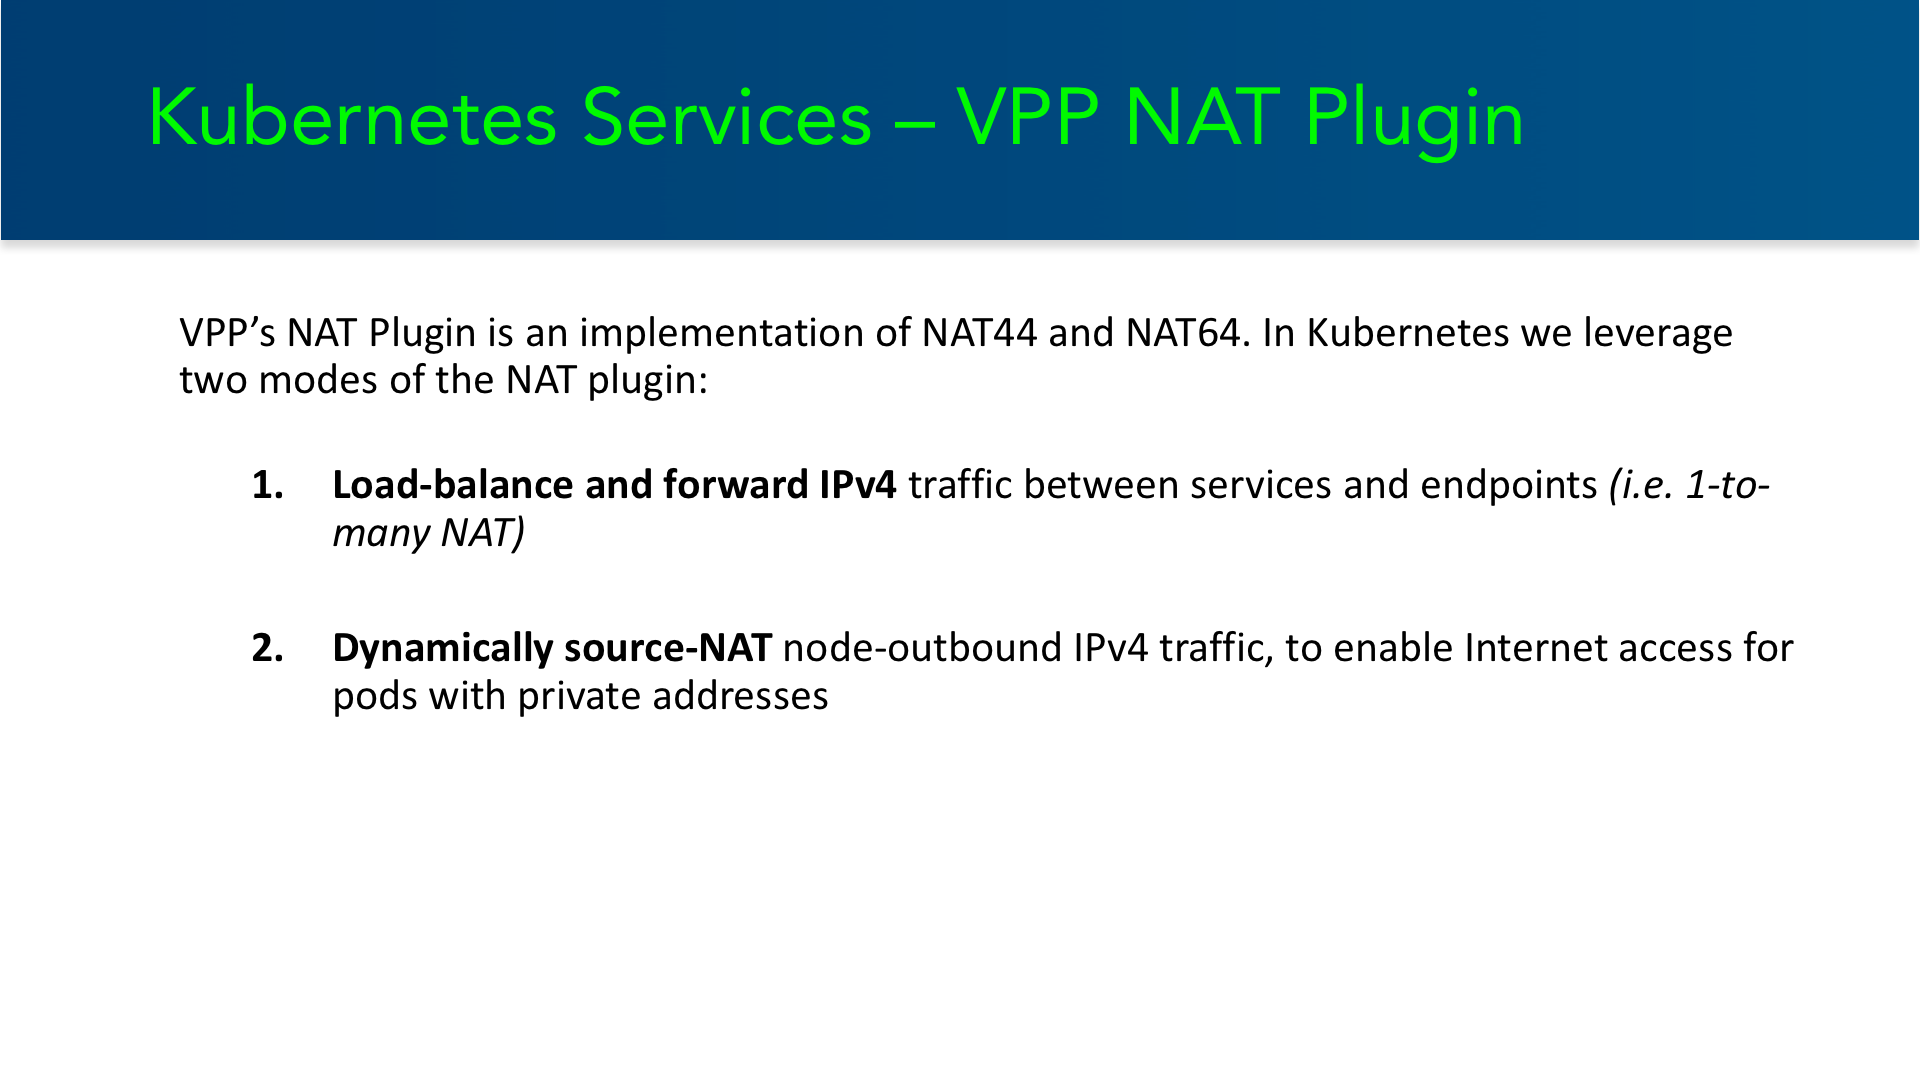 Kubernetes Services – VPP NAT Plugin
VPP’s NAT Plugin is an implementation of NAT44 and NAT64. In Kubernetes we leverage
two modes of the NAT plugin:
1. Load-balance and forward IPv4 traffic between services and endpoints (i.e. 1-to-
many NAT)
2. Dynamically source-NAT node-outbound IPv4 traffic, to enable Internet access for
pods with private addresses